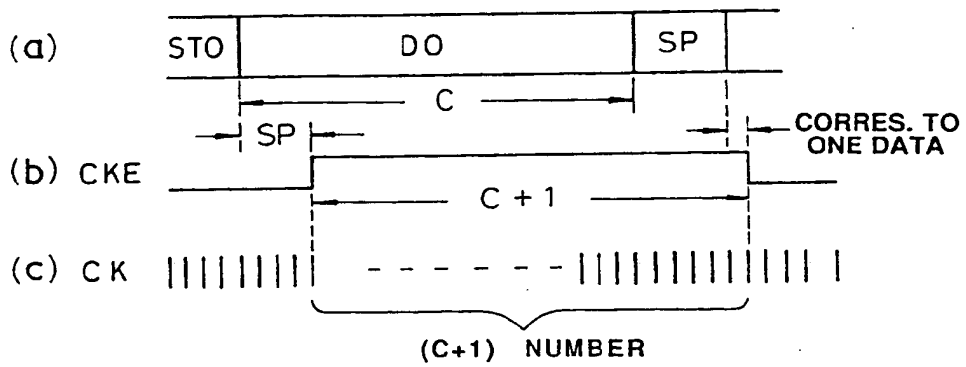 (a) STO DO SP
C
SP
CORRES. TO
ONE DATA
(b) CKE
C + 1
(c) CK
(C+1) NUMBER